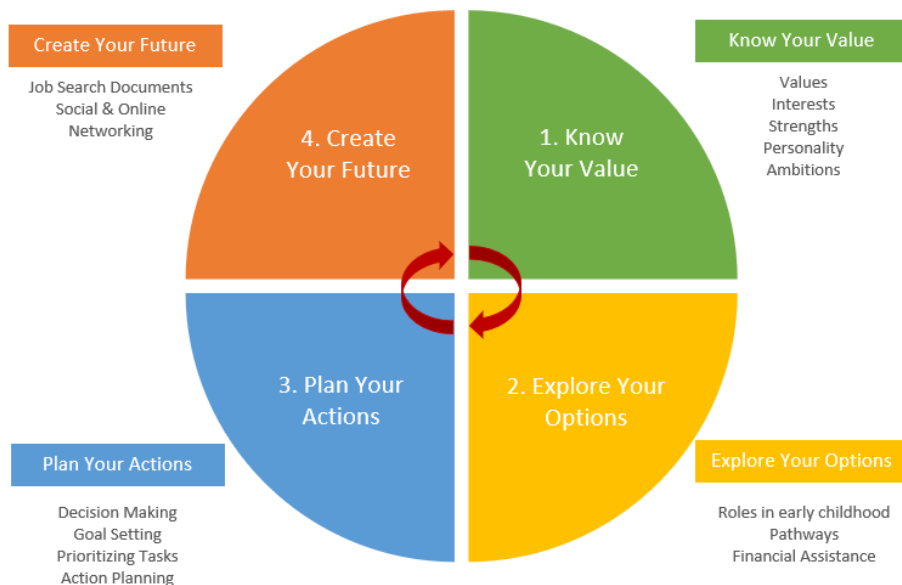 Create Your Future
Job Search Documents
Social & Online
Networking
Know Your Value
Values
Interests
Strengths
Personality
Ambitions
4. Create
Your Future
1. Know
Your Value
3. Plan Your
Actions
2. Explore Your
Options
Plan Your Actions
Decision Making
Goal Setting
Prioritizing Tasks
Action Planning
Explore Your Options
Roles in early childhood
Pathways
Financial Assistance